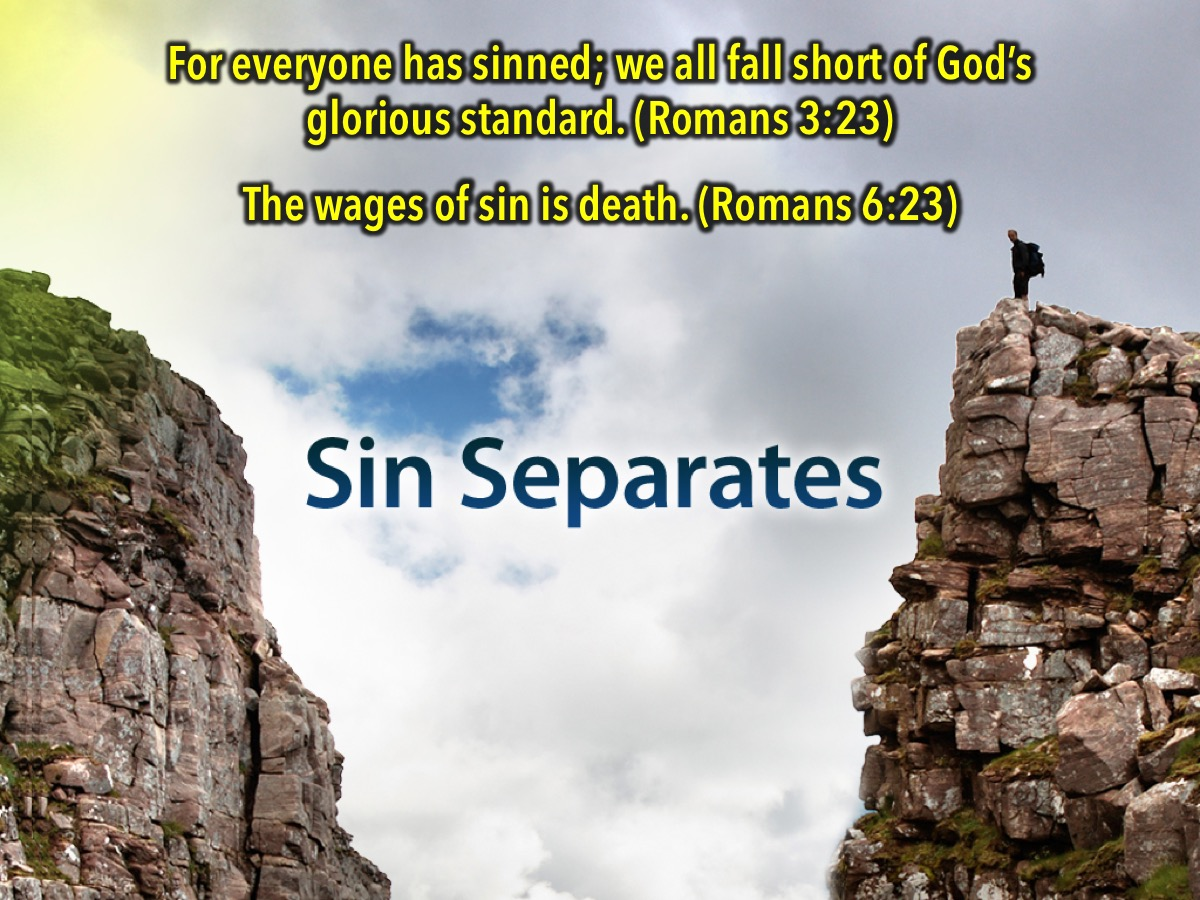 For everyone has sinned; we all fall short of God’s
glorious standard. (Romans 3:23)
The wages of sin is death. (Romans 6:23)
Sin Separates